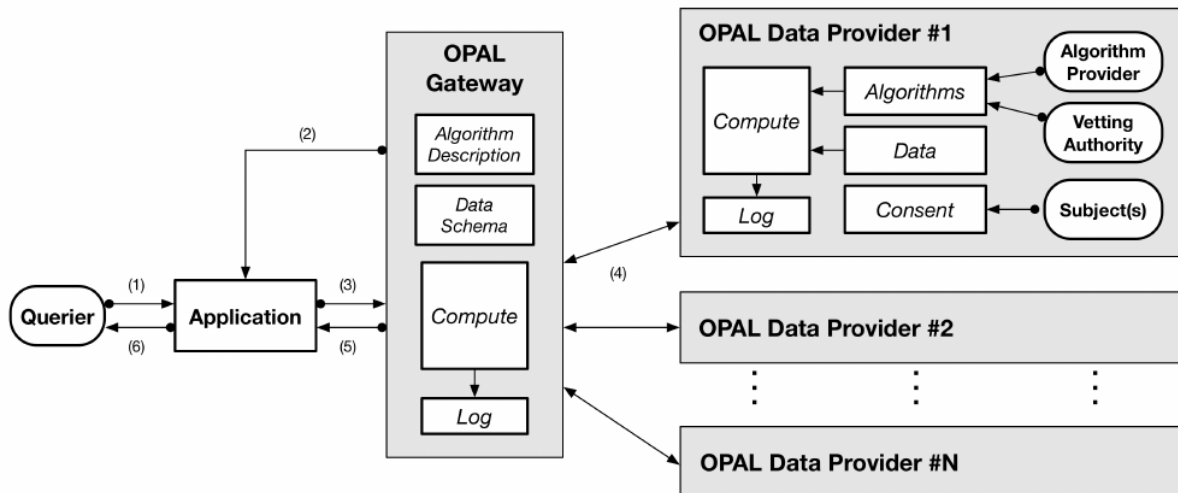 OPAL
Gateway
Algorithm
Description
Data
Schema
Compute
Log
(1)
Querier
(6)
Application
(2)
(3)
(5)
(4)
OPAL Data Provider #1
Compute
Log
Algorithms
Data
Consent
Algorithm
Provider
Vetting
Authority
Subject(s)
OPAL Data Provider #2
OPAL Data Provider #N